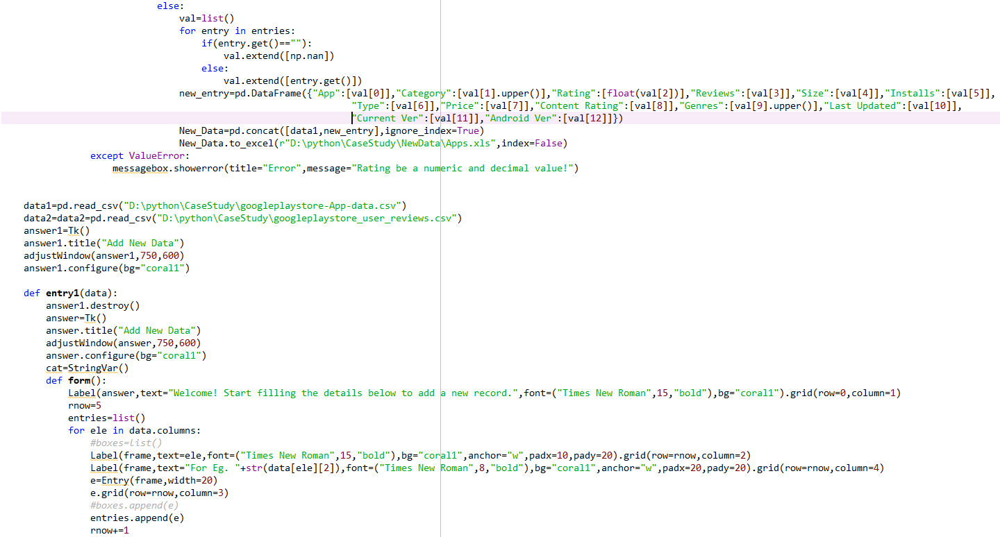 else:
val=list()
for entry in entries:
if(entry.get()==""):
val.extend([np.nan])
else:
val.extend([entry.get()])
new_entry=pd.DataFrame({"App":[val[0]],"Category":[val[1].upper()],"Rating":[float(val[2])],"Reviews":[val[3]],"Size":[val[4]],"Installs":[val[5]],
"Type":[val[6]],"Price":[val[7]],"Content Rating":[val[8]],"Genres":[val[9].upper()],"Last Updated":[val[10]],
"Current Ver":[val[11]],"Android Ver":[val[12]]})
New_Data=pd.concat([data1,new_entry],ignore_index=True)
New_Data.to_excel(r"D:\python\CaseStudy\NewData\Apps.xls",index=False)
except ValueError:
messagebox.showerror(title="Error",message="Rating be a numeric and decimal value!")
data1=pd.read_csv("D:\python\CaseStudy\googleplaystore-App-data.csv")
data2=data2=pd.read_csv("D:\python\CaseStudy\googleplaystore_user_reviews.csv")
answer1=Tk()
answer1.title("Add New Data")
adjustWindow(answer1,750,600)
answer1.configure(bg="coral1")
def entry1(data):
answer1.destroy()
answer=Tk()
answer.title("Add New Data")
adjustWindow(answer,750,600)
answer.configure(bg="coral1")
cat=StringVar()
def form():
Label(answer,text="Welcome! Start filling the details below to add a new record.",font=("Times New Roman",15,"bold"),bg="coral1").grid(row=0,column=1)
rnow=5
entries=list()
for ele in data.columns:
#boxes=list()
Label(frame,text=ele,font=("Times New Roman",15,"bold"),bg="coral1",anchor="w",padx=10,pady=20).grid(row=rnow,column=2)
Label(frame,text="For Eg. "+str(data[ele][2]),font=("Times New Roman",8,"bold"),bg="coral1",anchor="w",padx=20,pady=20).grid(row=rnow,column=4)
e=Entry(frame,width=20)
e.grid(row=rnow,column=3)
#boxes.append(e)
entries.append(e)
rnow+=1